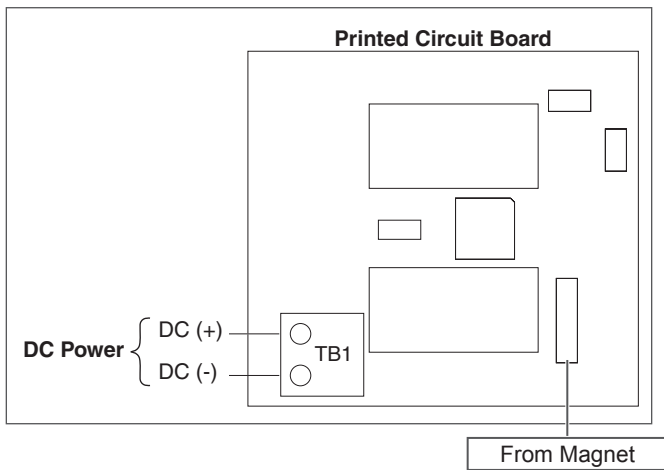 Printed Circuit Board
DC (+)
DC Power
TB1
DC (-)
From Magnet